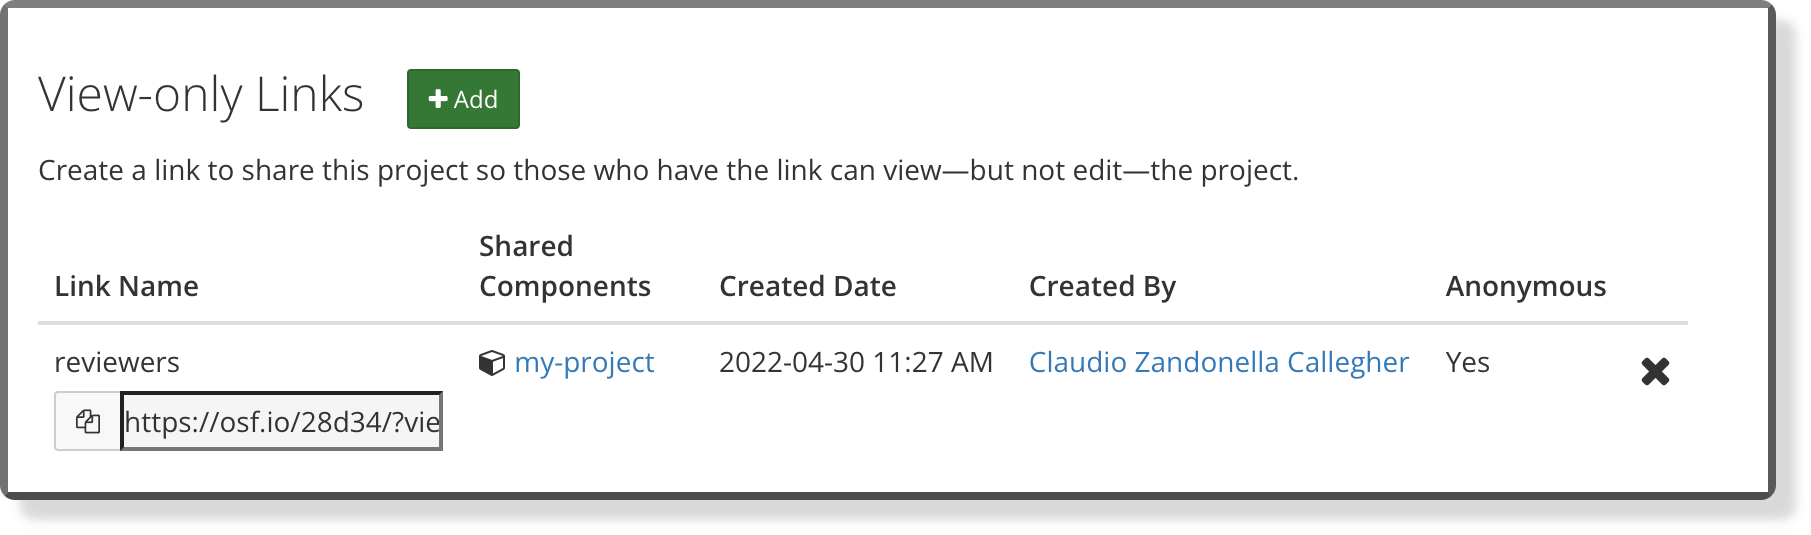 View-only Links
Add
Create a link to share this project so those who have the link can view—but not edit—the project.
Link Name Shared Components Created Date Created By Anonymous
reviewers my-project 2022-04-30 11:27 AM Claudio Zandonella Callegher Yes
https://osf.io/28d34/?vie